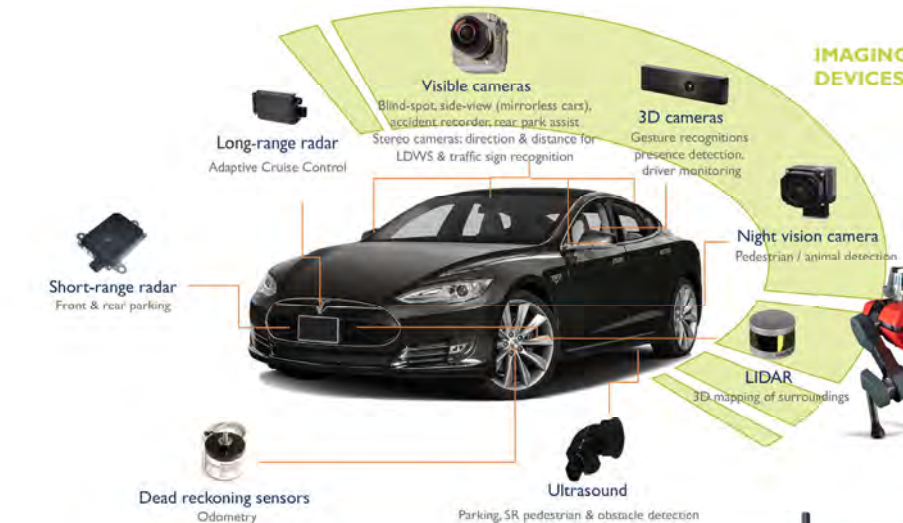 IMAGING
DEVICES
Visible cameras
Blind-spot, side-view (mirrorless cars),
accident recorder, rear park assist
Stereo cameras: direction & distance for
LDWS & traffic sign recognition
3D cameras
Gesture recognitions
presence detection,
driver monitoring
Long-range radar
Adaptive Cruise Control
Night vision camera
Pedestrian / animal detection
Short-range radar
Front & rear parking
LIDAR
3D mapping of surroundings
Dead reckoning sensors
Odometry
Ultrasound
Parking, SR pedestrian & obstacle detection